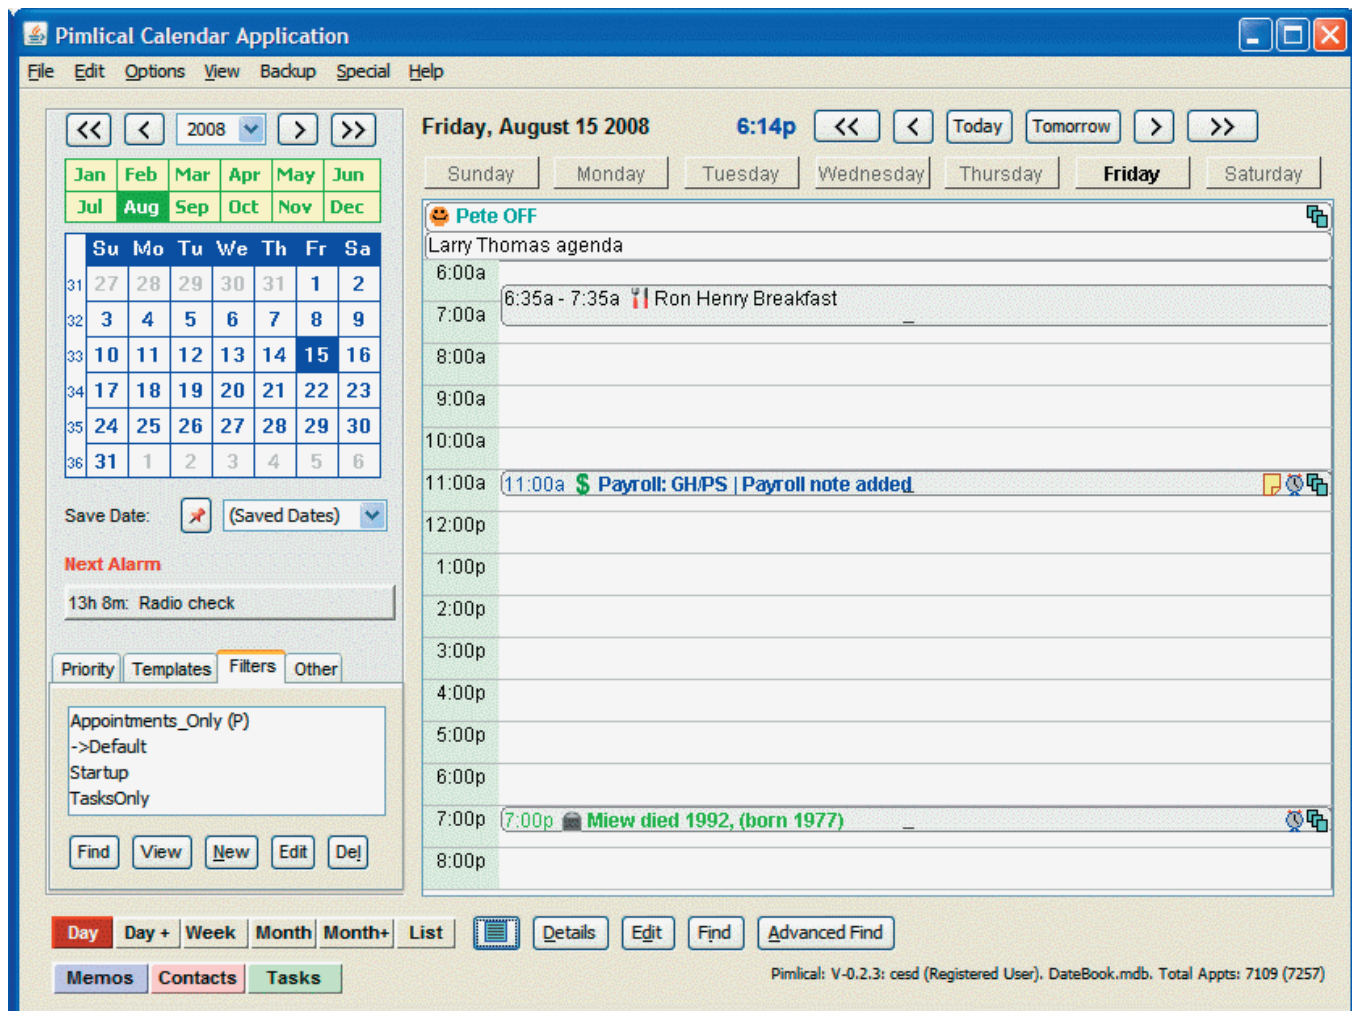 Pimlical Calendar Application
File Edit Options View Backup Special Help
<< < 2008 > >>
Jan Feb Mar Apr May Jun
Jul Aug Sep Oct Nov Dec
Su Mo Tu We Th Fr Sa
31 27 28 29 30 31 1 2
32 3 4 5 6 7 8 9
33 10 11 12 13 14 15 16
34 17 18 19 20 21 22 23
35 24 25 26 27 28 29 30
36 31 1 2 3 4 5 6
Save Date: (Saved Dates)
Next Alarm
13h 8m: Radio check
Priority Templates Filters Other
Appointments_Only (P)
->Default
Startup
TasksOnly
Find View New Edit Del
Friday, August 15 2008 6:14p << < Today Tomorrow > >>
Sunday Monday Tuesday Wednesday Thursday Friday Saturday
Pete OFF
Larry Thomas agenda
6:00a
6:35a - 7:35a Ron Henry Breakfast
7:00a
8:00a
9:00a
10:00a
11:00a 11:00a $ Payroll: GH/PS | Payroll note added
12:00p
1:00p
2:00p
3:00p
4:00p
5:00p
6:00p
7:00p 7:00p Miew died 1992, (born 1977)
8:00p
Day Day + Week Month Month+ List Details Edit Find Advanced Find
Memos Contacts Tasks
Pimlical: V-0.2.3: cesd (Registered User). DateBook.mdb. Total Appts: 7109 (7257)